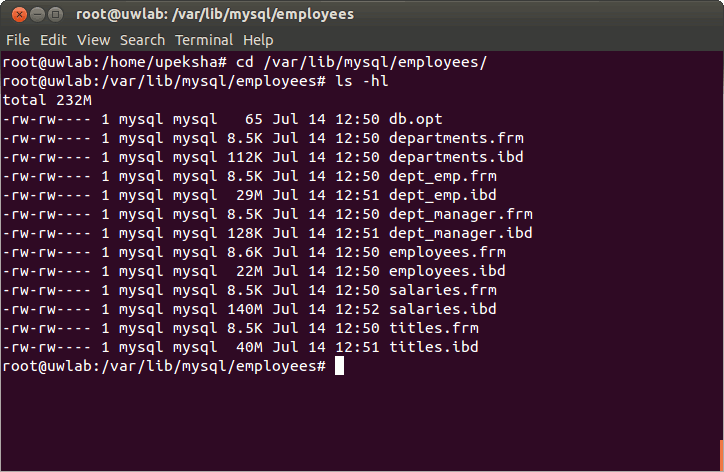 root@uwlab: /var/lib/mysql/employees
File Edit View Search Terminal Help
root@uwlab:/home/upeksha# cd /var/lib/mysql/employees/
root@uwlab:/var/lib/mysql/employees# ls -hl
total 232M
-rw-rw---- 1 mysql mysql   65 Jul 14 12:50 db.opt
-rw-rw---- 1 mysql mysql 8.5K Jul 14 12:50 departments.frm
-rw-rw---- 1 mysql mysql 112K Jul 14 12:50 departments.ibd
-rw-rw---- 1 mysql mysql 8.5K Jul 14 12:50 dept_emp.frm
-rw-rw---- 1 mysql mysql  29M Jul 14 12:51 dept_emp.ibd
-rw-rw---- 1 mysql mysql 8.5K Jul 14 12:50 dept_manager.frm
-rw-rw---- 1 mysql mysql 128K Jul 14 12:51 dept_manager.ibd
-rw-rw---- 1 mysql mysql 8.6K Jul 14 12:50 employees.frm
-rw-rw---- 1 mysql mysql  22M Jul 14 12:50 employees.ibd
-rw-rw---- 1 mysql mysql 8.5K Jul 14 12:50 salaries.frm
-rw-rw---- 1 mysql mysql 140M Jul 14 12:52 salaries.ibd
-rw-rw---- 1 mysql mysql 8.5K Jul 14 12:50 titles.frm
-rw-rw---- 1 mysql mysql  40M Jul 14 12:51 titles.ibd
root@uwlab:/var/lib/mysql/employees#